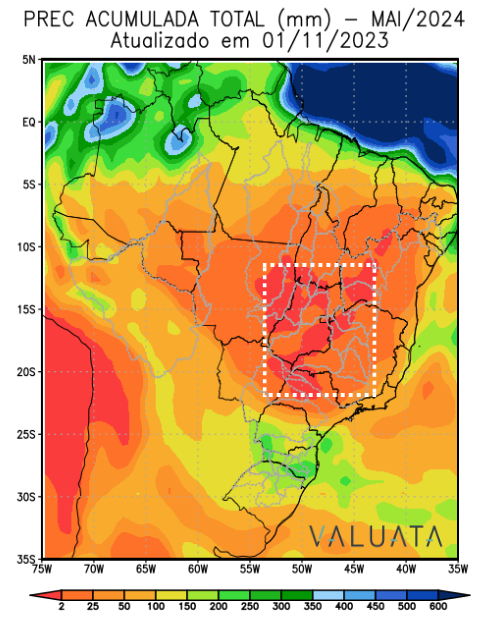 PREC ACUMULADA TOTAL (mm) – MAI/2024
Atualizado em 01/11/2023
5N
EQ
5S
10S
15S
20S
25S
30S
35S
VALUATA
75W 70W 65W 60W 55W 50W 45W 40W 35W
2 25 50 100 150 200 250 300 350 400 450 500 600